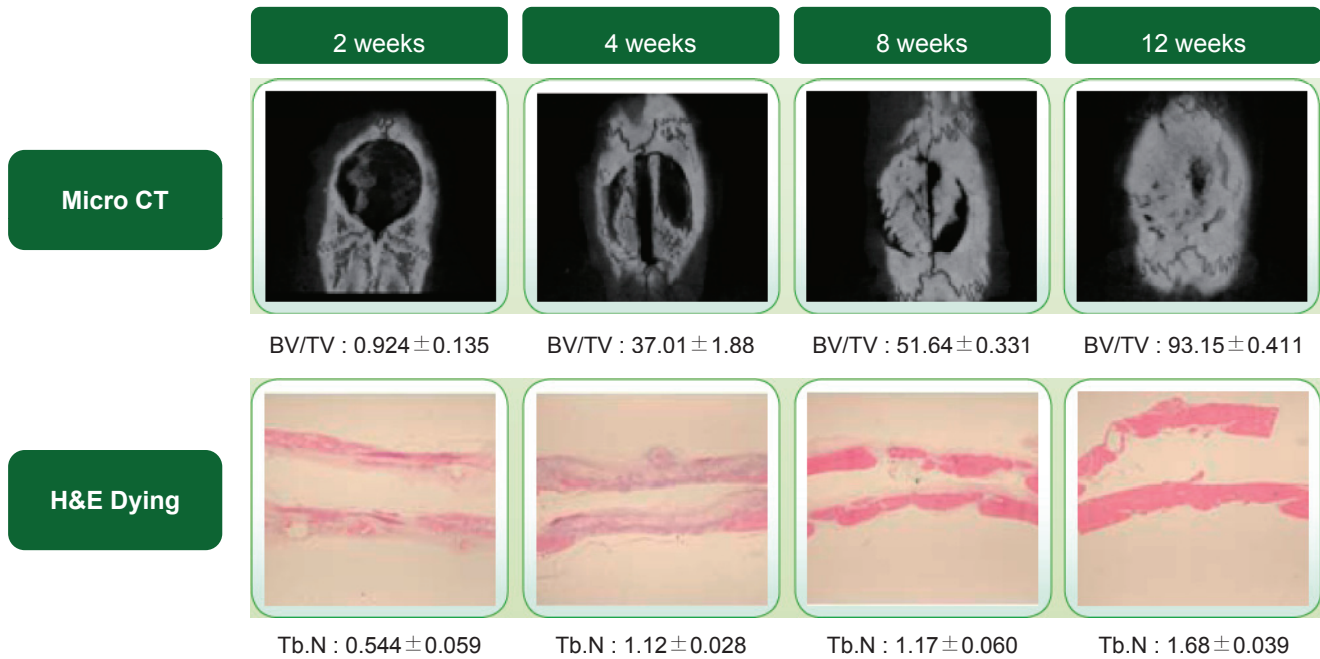 2 weeks 4 weeks 8 weeks 12 weeks
Micro CT
BV/TV : 0.924±0.135 BV/TV : 37.01±1.88 BV/TV : 51.64±0.331 BV/TV : 93.15±0.411
H&E Dying
Tb.N : 0.544±0.059 Tb.N : 1.12±0.028 Tb.N : 1.17±0.060 Tb.N : 1.68±0.039